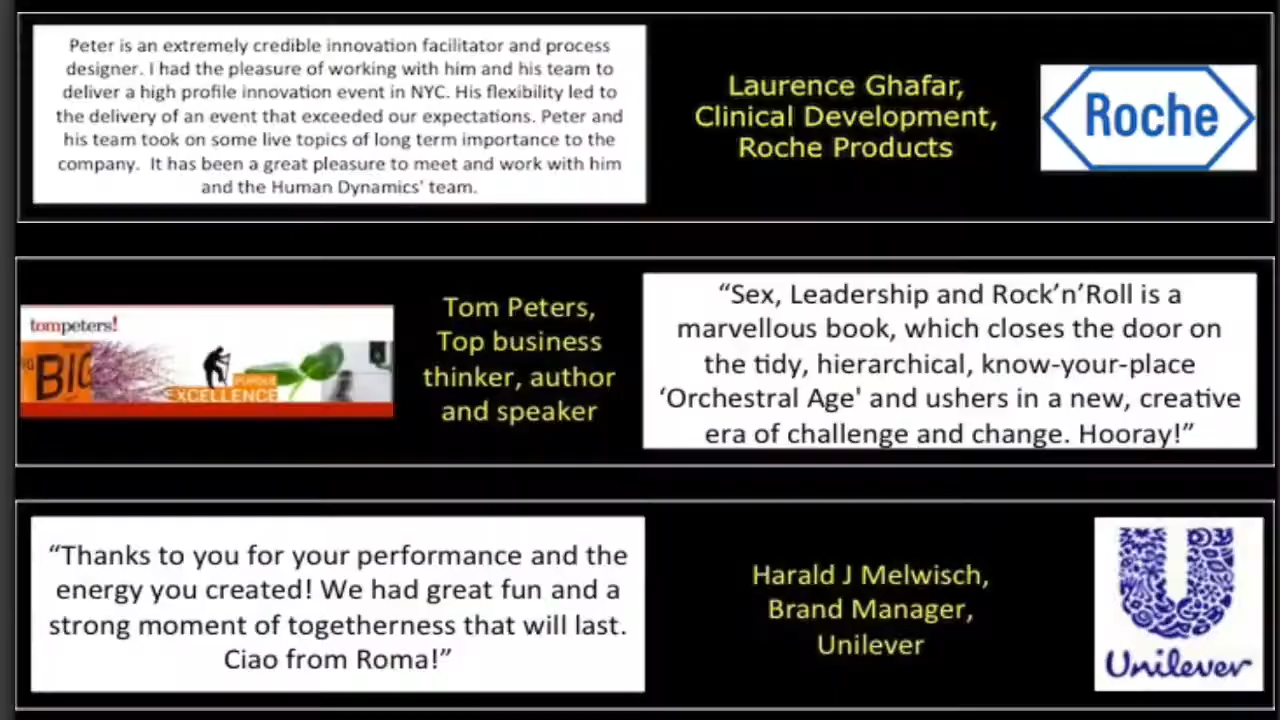 Peter is an extremely credible innovation facilitator and process
designer. I had the pleasure of working with him and his team to
deliver a high profile innovation event in NYC. His flexibility led to
the delivery of an event that exceeded our expectations. Peter and
his team took on some live topics of long term importance to the
company.  It has been a great pleasure to meet and work with him
and the Human Dynamics' team.
Laurence Ghafar,
Clinical Development,
Roche Products
Roche
tompeters!
BIG
PURSUE
EXCELLENCE
Tom Peters,
Top business
thinker, author
and speaker
“Sex, Leadership and Rock’n’Roll is a
marvellous book, which closes the door on
the tidy, hierarchical, know-your-place
‘Orchestral Age' and ushers in a new, creative
era of challenge and change. Hooray!”
“Thanks to you for your performance and the
energy you created! We had great fun and a
strong moment of togetherness that will last.
Ciao from Roma!”
Harald J Melwisch,
Brand Manager,
Unilever
Unilever